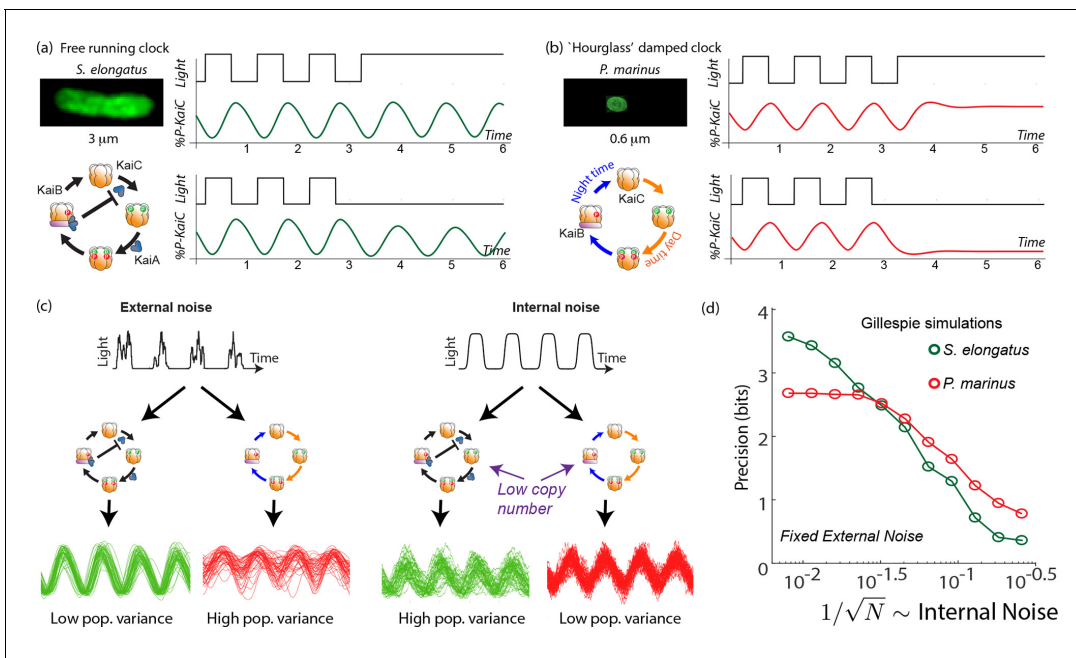 (a) Free running clock
S. elongatus
3 μm
KaiC
KaiB
KaiA
Light
%P-KaiC
Time
1 2 3 4 5 6
Light
%P-KaiC
Time
1 2 3 4 5 6
(b) `Hourglass' damped clock
P. marinus
0.6 μm
Night time
KaiC
KaiB
Day time
Light
%P-KaiC
Time
1 2 3 4 5 6
Light
%P-KaiC
Time
1 2 3 4 5 6
(c)
External noise
Light
Time
Low pop. variance
High pop. variance
Internal noise
Light
Time
Low copy
number
High pop. variance
Low pop. variance
(d)
Gillespie simulations
S. elongatus
P. marinus
Precision (bits)
4
3
2
1
0
Fixed External Noise
10^-2 10^-1.5 10^-1 10^-0.5
1/√N ~ Internal Noise